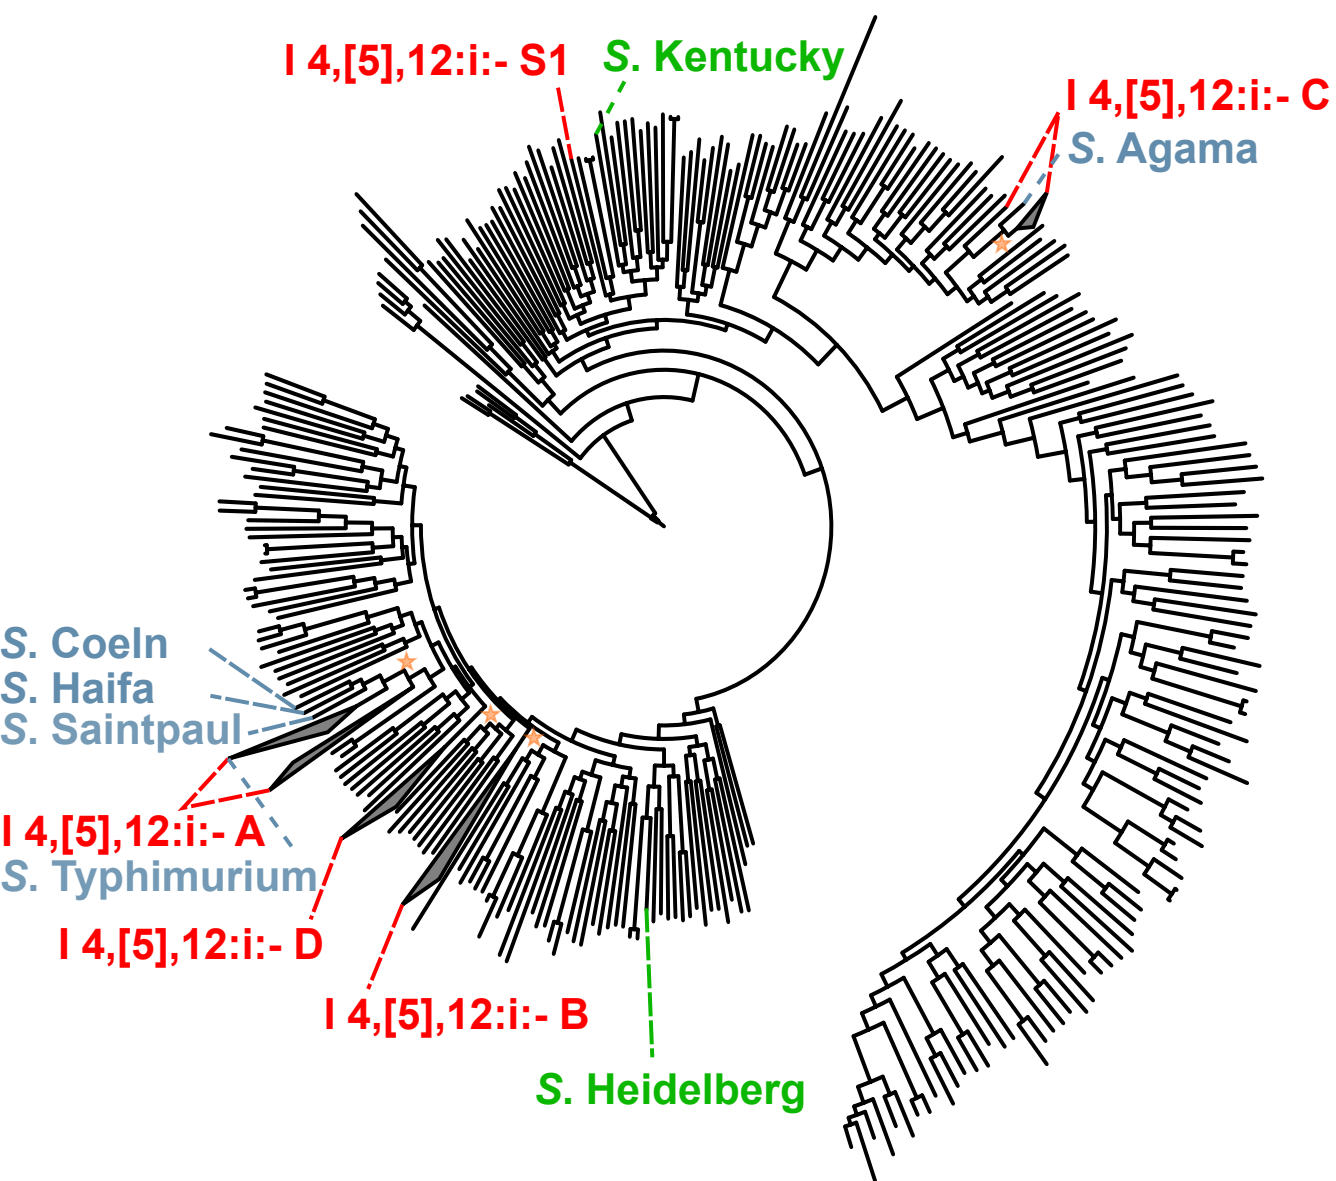 I 4,[5],12:i:- S1
S. Kentucky
I 4,[5],12:i:- C
S. Agama
S. Coeln
S. Haifa
S. Saintpaul
I 4,[5],12:i:- A
S. Typhimurium
I 4,[5],12:i:- D
I 4,[5],12:i:- B
S. Heidelberg